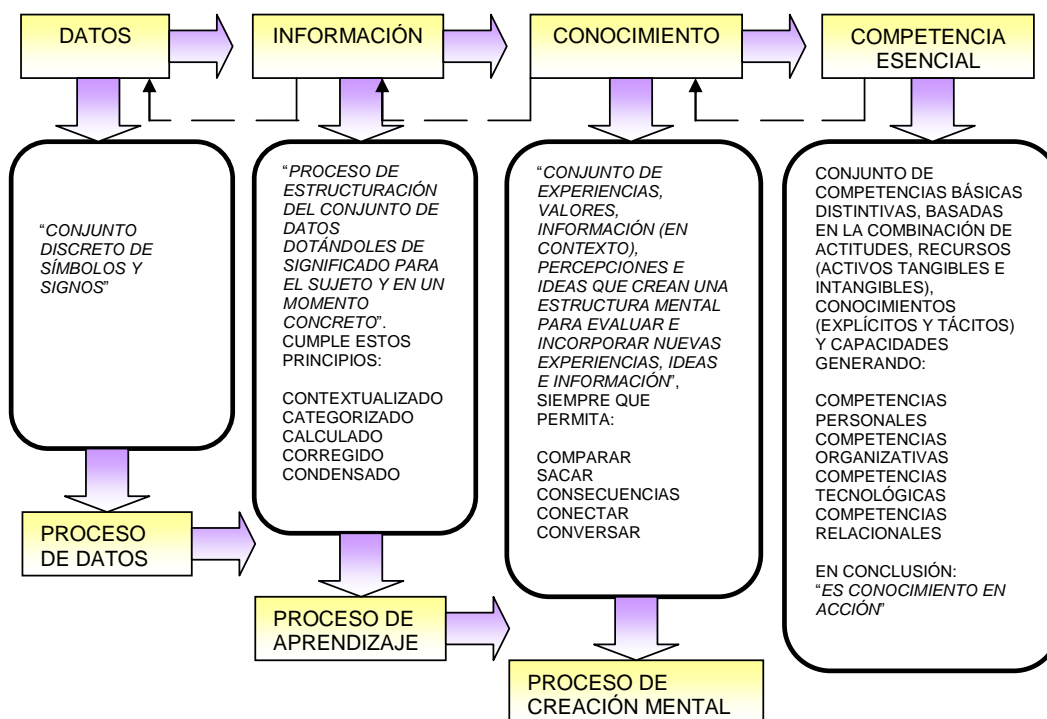 DATOS
INFORMACIÓN
CONOCIMIENTO
COMPETENCIA
ESENCIAL
“CONJUNTO
DISCRETO DE
SÍMBOLOS Y
SIGNOS”
“PROCESO DE
ESTRUCTURACIÓN
DEL CONJUNTO DE
DATOS
DOTÁNDOLES DE
SIGNIFICADO PARA
EL SUJETO Y EN UN
MOMENTO
CONCRETO”.
CUMPLE ESTOS
PRINCIPIOS:
CONTEXTUALIZADO
CATEGORIZADO
CALCULADO
CORREGIDO
CONDENSADO
“CONJUNTO DE
EXPERIENCIAS,
VALORES,
INFORMACIÓN (EN
CONTEXTO),
PERCEPCIONES E
IDEAS QUE CREAN UNA
ESTRUCTURA MENTAL
PARA EVALUAR E
INCORPORAR NUEVAS
EXPERIENCIAS, IDEAS
E INFORMACIÓN”,
SIEMPRE QUE
PERMITA:
COMPARAR
SACAR
CONSECUENCIAS
CONECTAR
CONVERSAR
CONJUNTO DE
COMPETENCIAS BÁSICAS
DISTINTIVAS, BASADAS
EN LA COMBINACIÓN DE
ACTITUDES, RECURSOS
(ACTIVOS TANGIBLES E
INTANGIBLES),
CONOCIMIENTOS
(EXPLÍCITOS Y TÁCITOS)
Y CAPACIDADES
GENERANDO:
COMPETENCIAS
PERSONALES
COMPETENCIAS
ORGANIZATIVAS
COMPETENCIAS
TECNOLÓGICAS
COMPETENCIAS
RELACIONALES
EN CONCLUSIÓN:
“ES CONOCIMIENTO EN
ACCIÓN”
PROCESO
DE DATOS
PROCESO DE
APRENDIZAJE
PROCESO DE
CREACIÓN MENTAL